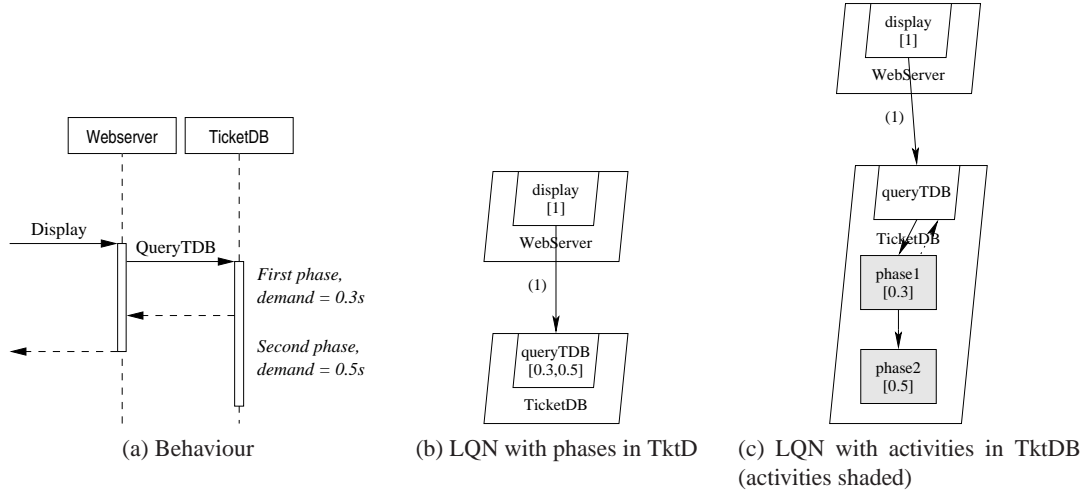 Webserver
TicketDB
Display
QueryTDB
First phase,
demand = 0.3s
Second phase,
demand = 0.5s
(a) Behaviour
display
[1]
WebServer
(1)
queryTDB
[0.3,0.5]
TicketDB
(b) LQN with phases in TktD
display
[1]
WebServer
(1)
queryTDB
TicketDB
phase1
[0.3]
phase2
[0.5]
(c) LQN with activities in TktDB
(activities shaded)